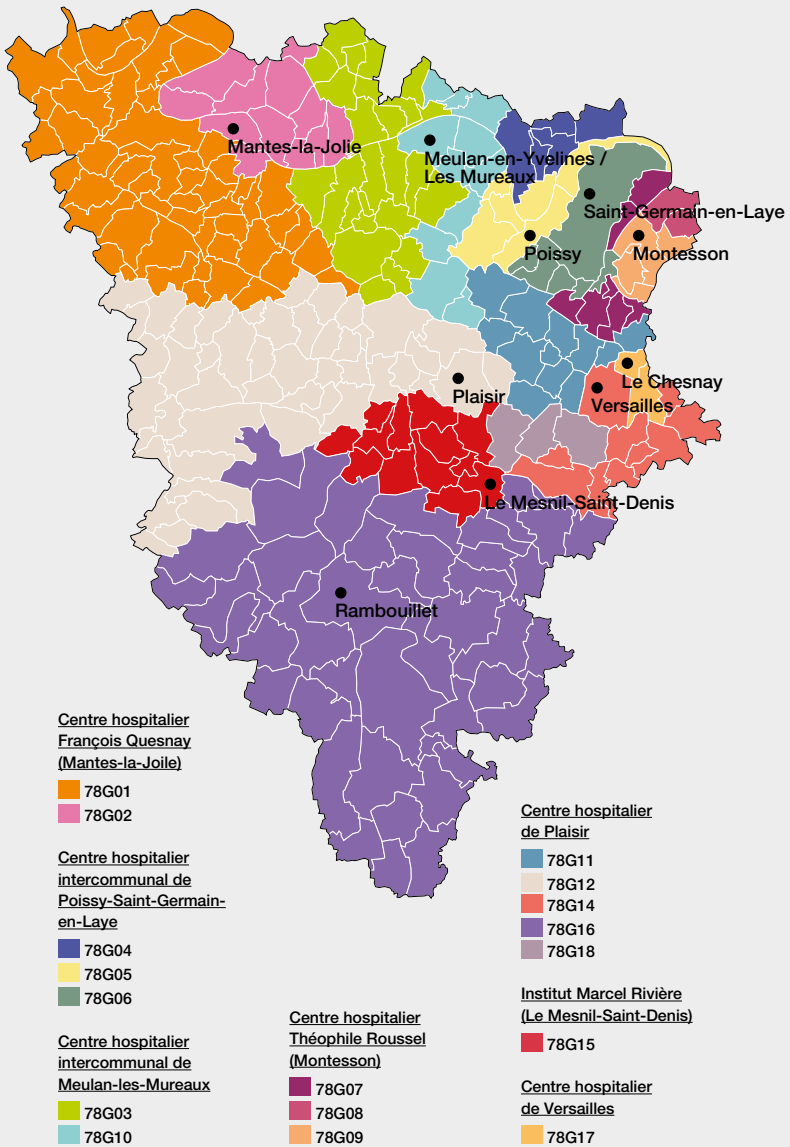 Mantes-la-Jolie
Meulan-en-Yvelines /
Les Mureaux
Saint-Germain-en-Laye
Poissy
Montesson
Plaisir
Le Chesnay
Versailles
Le Mesnil-Saint-Denis
Rambouillet
Centre hospitalier
François Quesnay
(Mantes-la-Joile)
78G01
78G02
Centre hospitalier
intercommunal de
Poissy-Saint-Germain-
en-Laye
78G04
78G05
78G06
Centre hospitalier
intercommunal de
Meulan-les-Mureaux
78G03
78G10
Centre hospitalier
Théophile Roussel
(Montesson)
78G07
78G08
78G09
Centre hospitalier
de Plaisir
78G11
78G12
78G14
78G16
78G18
Institut Marcel Rivière
(Le Mesnil-Saint-Denis)
78G15
Centre hospitalier
de Versailles
78G17